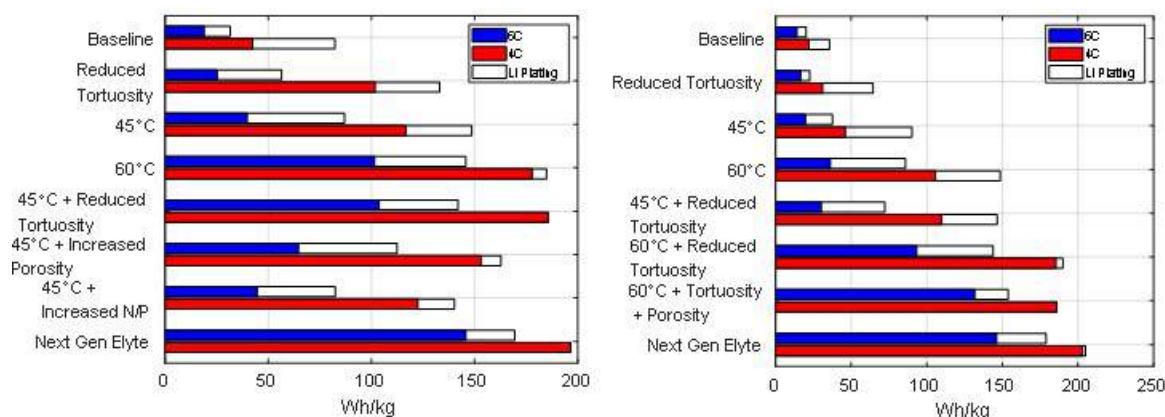 Baseline
Reduced
Tortuosity
45°C
60°C
45°C + Reduced
Tortuosity
45°C + Increased
Porosity
45°C +
Increased N/P
Next Gen Elyte
6C
4C
LI Plating
0 50 100 150 200
Wh/kg
Baseline
Reduced Tortuosity
45°C
60°C
45°C + Reduced
Tortuosity
60°C + Reduced
Tortuosity
60°C + Tortuosity
+ Porosity
Next Gen Elyte
6C
4C
LI Plating
0 50 100 150 200 250
Wh/kg